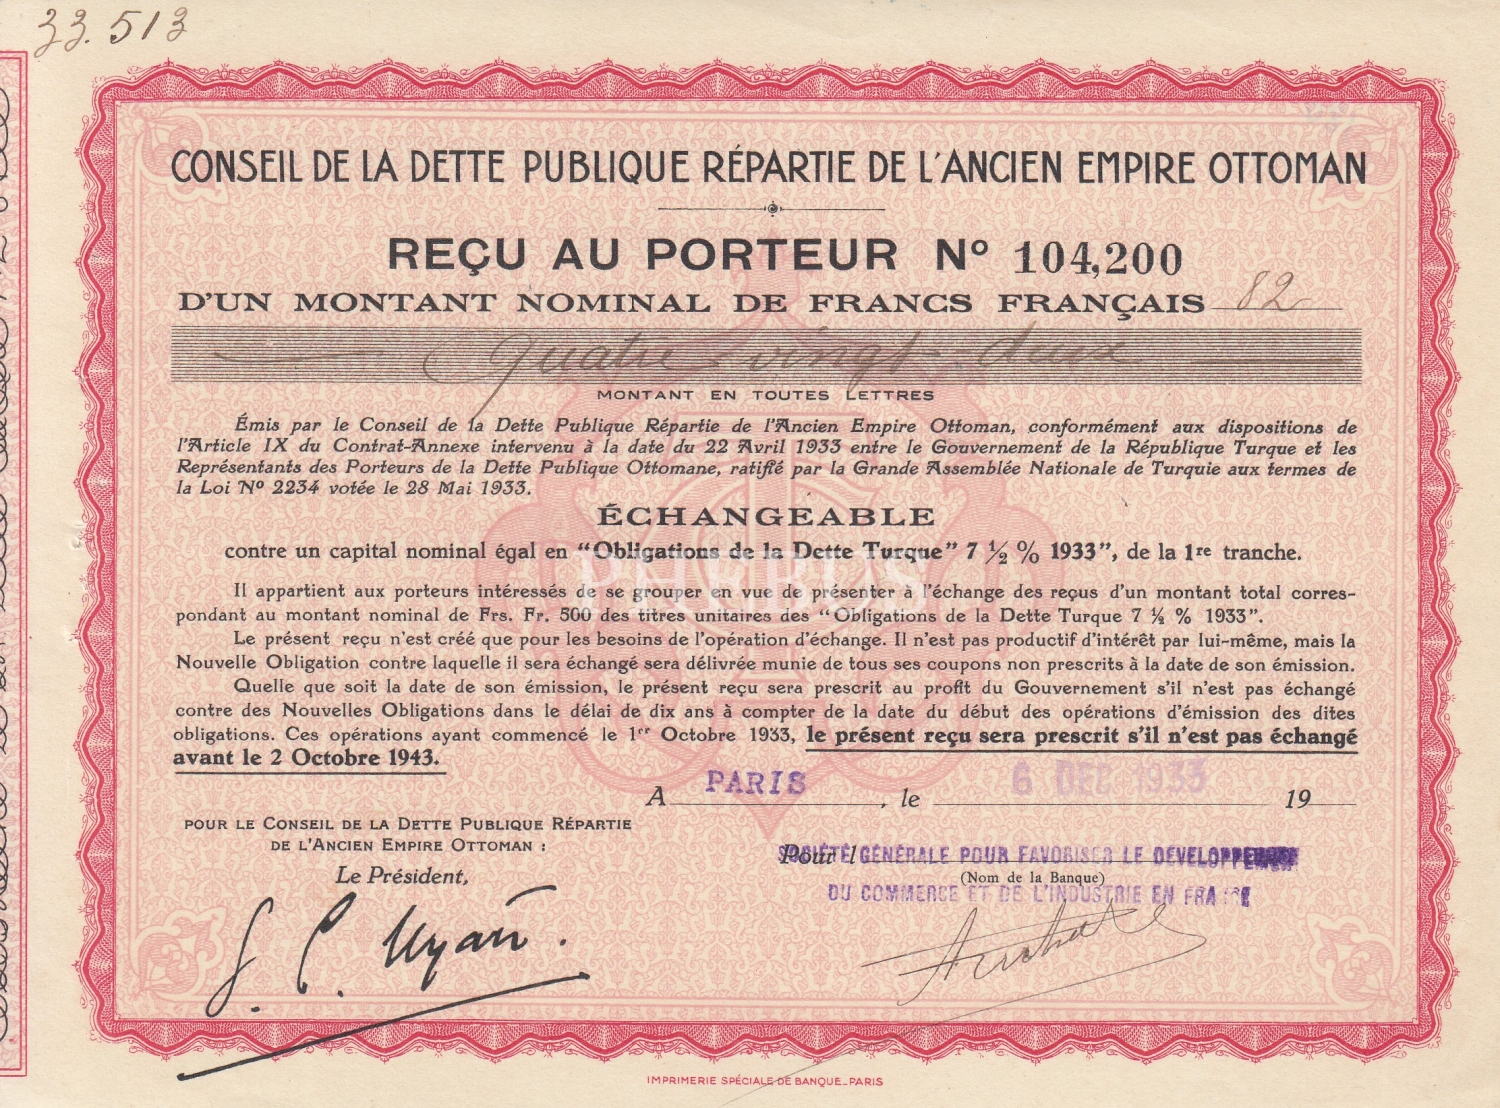 33.513
CONSEIL DE LA DETTE PUBLIQUE RÉPARTIE DE L'ANCIEN EMPIRE OTTOMAN
REÇU AU PORTEUR No 104,200
D'UN MONTANT NOMINAL DE FRANCS FRANÇAIS 82
Quatre vingt deux
MONTANT EN TOUTES LETTRES
Émis par le Conseil de la Dette Publique Répartie de l'Ancien Empire Ottoman, conformément aux dispositions de
l'Article IX du Contrat-Annexe intervenu à la date du 22 Avril 1933 entre le Gouvernement de la République Turque et les
Représentants des Porteurs de la Dette Publique Ottomane, ratifié par la Grande Assemblée Nationale de Turquie aux termes de
la Loi No 2234 votée le 28 Mai 1933.
ÉCHANGEABLE
contre un capital nominal égal en "Obligations de la Dette Turque" 7 ½ % 1933", de la 1re tranche.
PHŒBUS
Il appartient aux porteurs intéressés de se grouper en vue de présenter à l'échange des reçus d'un montant total corres-
pondant au montant nominal de Frs. Fr. 500 des titres unitaires des "Obligations de la Dette Turque 7 ½ % 1933".
Le présent reçu n'est créé que pour les besoins de l'opération d'échange. Il n'est pas productif d'intérêt par lui-même, mais la
Nouvelle Obligation contre laquelle il sera échangé sera délivrée munie de tous ses coupons non prescrits à la date de son émission.
Quelle que soit la date de son émission, le présent reçu sera prescrit au profit du Gouvernement s'il n'est pas échangé
contre des Nouvelles Obligations dans le délai de dix ans à compter de la date du début des opérations d'émission des dites
obligations. Ces opérations ayant commencé le 1er Octobre 1933, le présent reçu sera prescrit s'il n'est pas échangé
avant le 2 Octobre 1943.
A PARIS, le 6 DEC 1933 19
POUR LE CONSEIL DE LA DETTE PUBLIQUE RÉPARTIE
DE L'ANCIEN EMPIRE OTTOMAN :
Le Président,
Pour l
SOCIÉTÉ GÉNÉRALE POUR FAVORISER LE DEVELOPPEMENT
(Nom de la Banque)
DU COMMERCE ET DE L'INDUSTRIE EN FRANCE
IMPRIMERIE SPÉCIALE DE BANQUE_PARIS